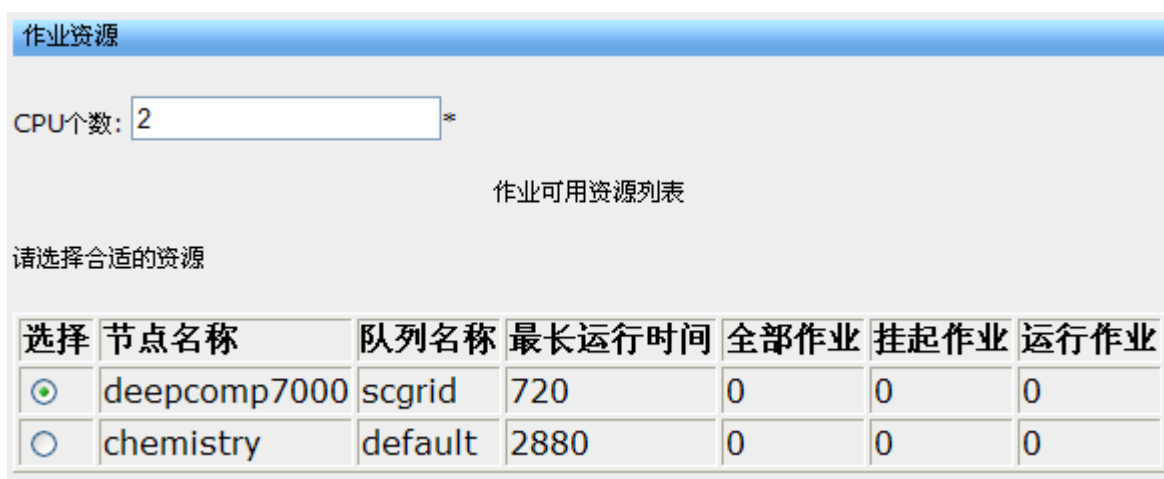 作业资源
CPU个数: 2 *
作业可用资源列表
请选择合适的资源
选择 节点名称 队列名称 最长运行时间 全部作业 挂起作业 运行作业
deepcomp7000 scgrid 720 0 0 0
chemistry default 2880 0 0 0